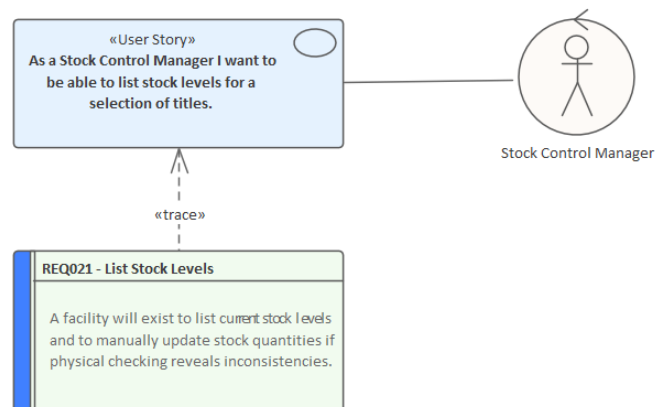 «User Story»
As a Stock Control Manager I want to
be able to list stock levels for a
selection of titles.
Stock Control Manager
«trace»
REQ021 - List Stock Levels
A facility will exist to list current stock levels
and to manually update stock quantities if
physical checking reveals inconsistencies.